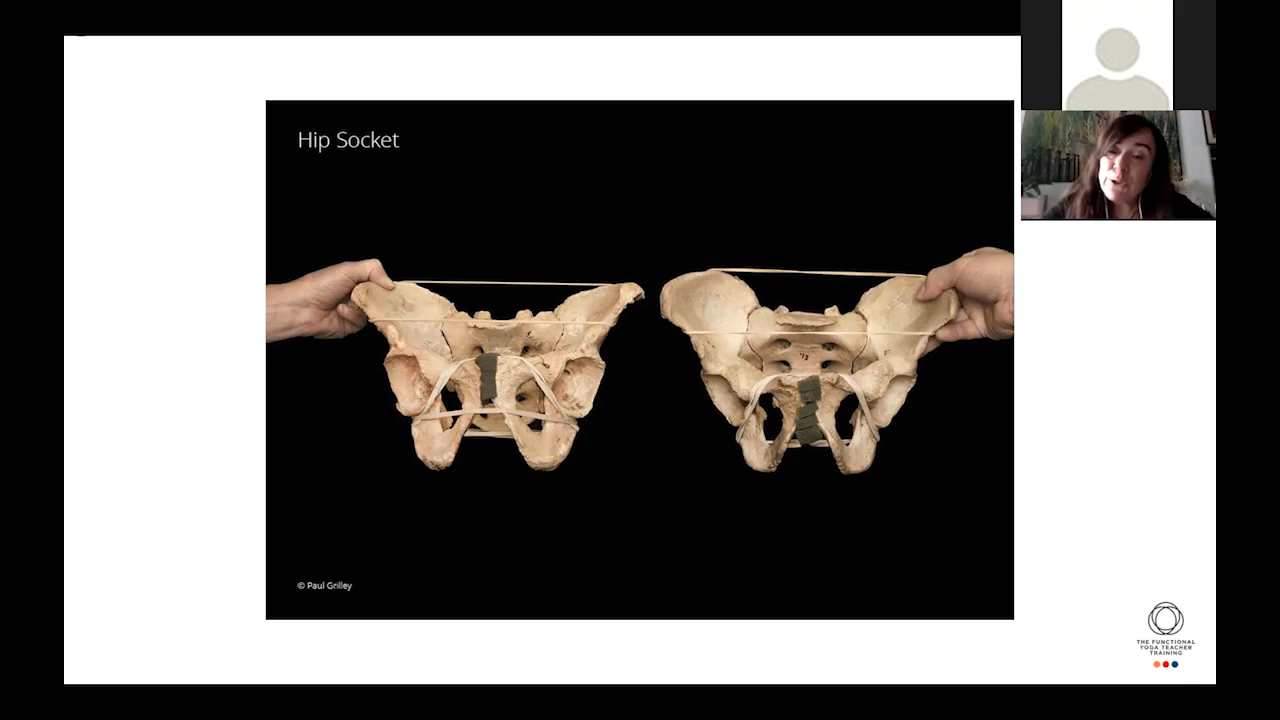 Hip Socket
© Paul Grilley
THE FUNCTIONAL
YOGA TEACHER
TRAINING